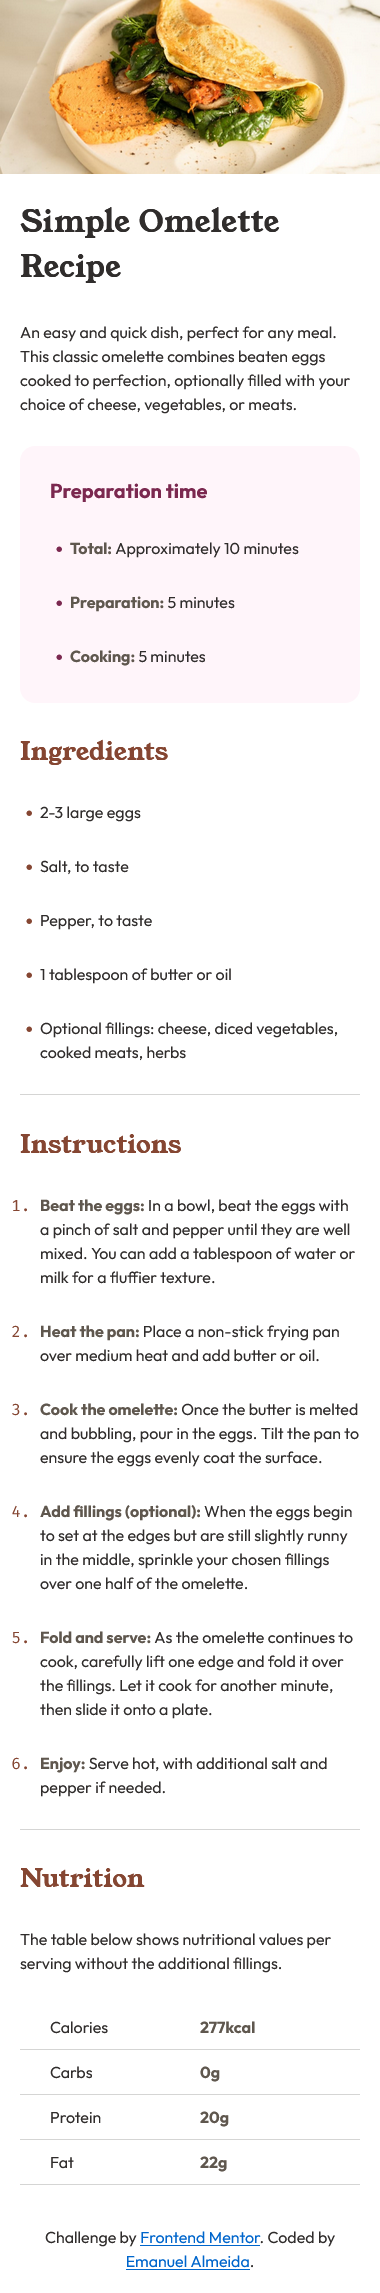 Simple Omelette
Recipe
An easy and quick dish, perfect for any meal.
This classic omelette combines beaten eggs
cooked to perfection, optionally filled with your
choice of cheese, vegetables, or meats.
Preparation time
• Total: Approximately 10 minutes
• Preparation: 5 minutes
• Cooking: 5 minutes
Ingredients
• 2-3 large eggs
• Salt, to taste
• Pepper, to taste
• 1 tablespoon of butter or oil
• Optional fillings: cheese, diced vegetables,
cooked meats, herbs
Instructions
1. Beat the eggs: In a bowl, beat the eggs with
a pinch of salt and pepper until they are well
mixed. You can add a tablespoon of water or
milk for a fluffier texture.
2. Heat the pan: Place a non-stick frying pan
over medium heat and add butter or oil.
3. Cook the omelette: Once the butter is melted
and bubbling, pour in the eggs. Tilt the pan to
ensure the eggs evenly coat the surface.
4. Add fillings (optional): When the eggs begin
to set at the edges but are still slightly runny
in the middle, sprinkle your chosen fillings
over one half of the omelette.
5. Fold and serve: As the omelette continues to
cook, carefully lift one edge and fold it over
the fillings. Let it cook for another minute,
then slide it onto a plate.
6. Enjoy: Serve hot, with additional salt and
pepper if needed.
Nutrition
The table below shows nutritional values per
serving without the additional fillings.
Calories 277kcal
Carbs 0g
Protein 20g
Fat 22g
Challenge by Frontend Mentor. Coded by
Emanuel Almeida.